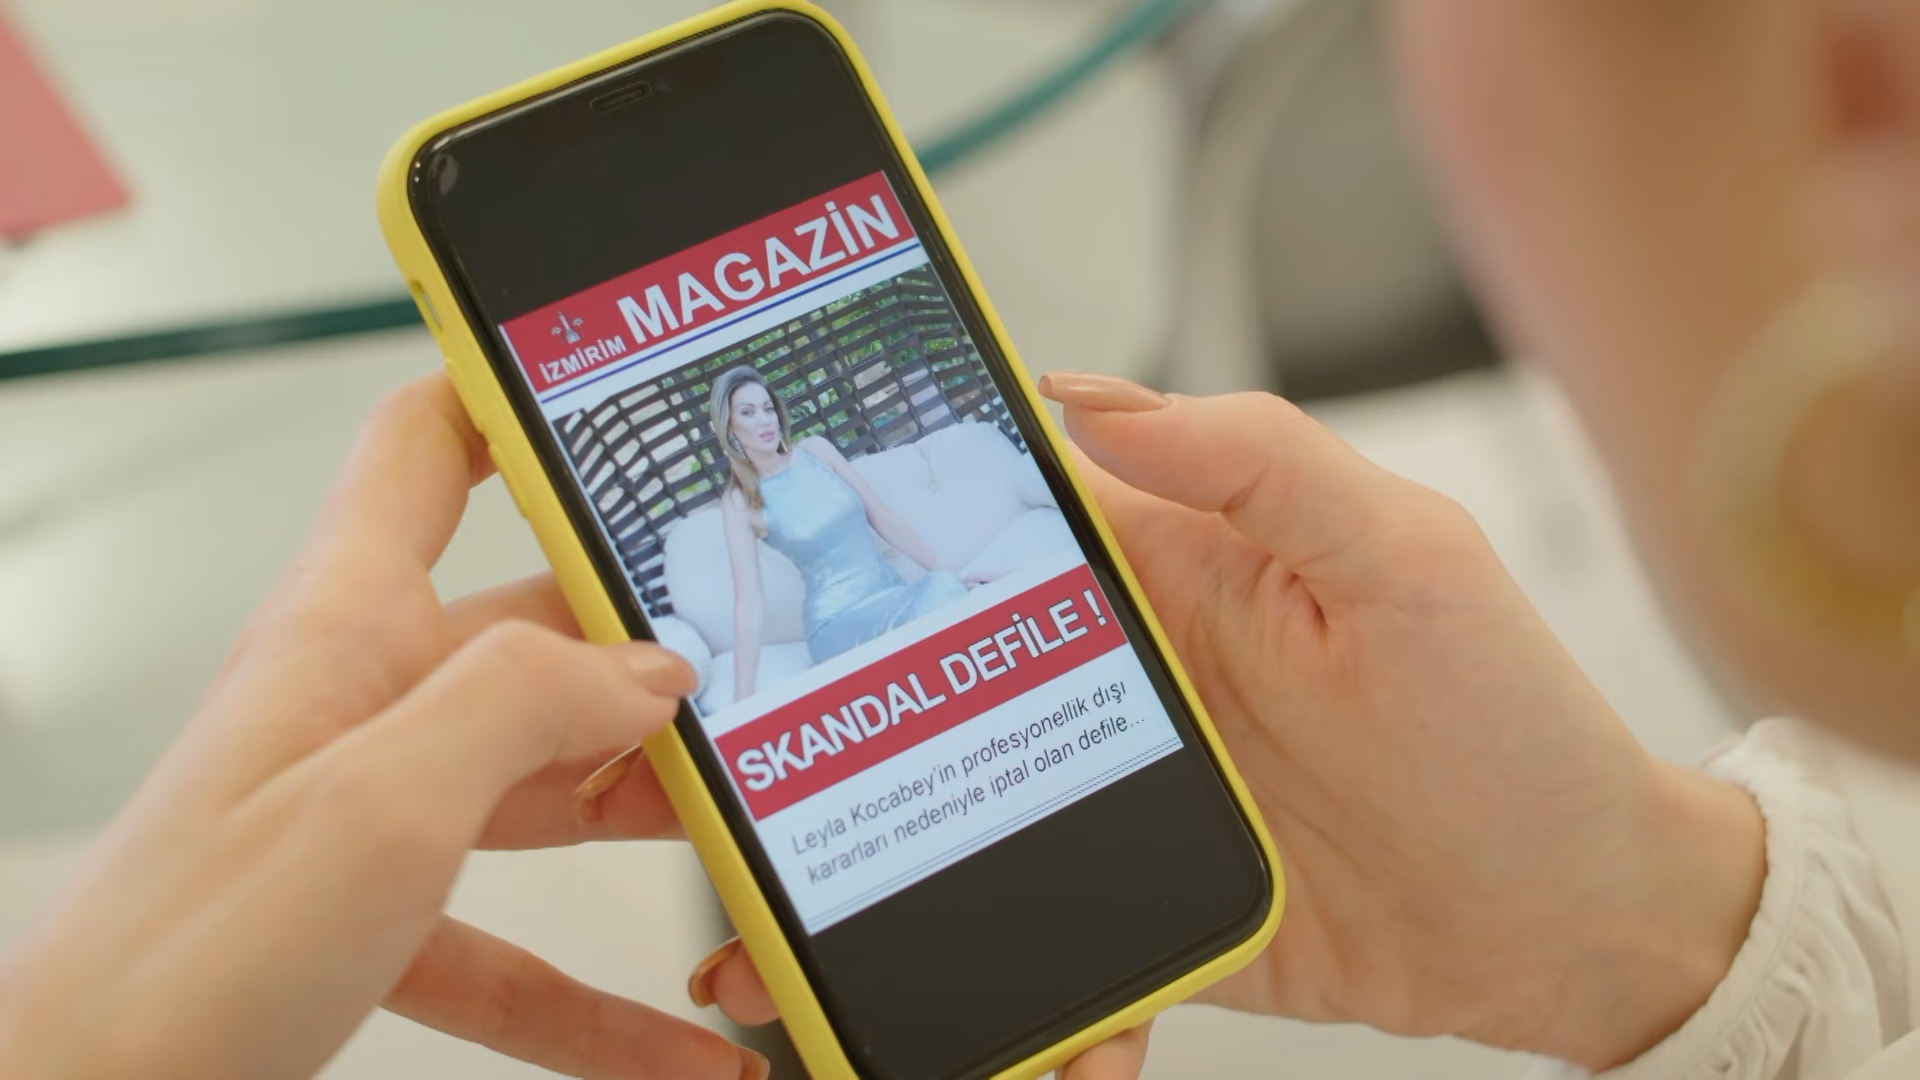 İZMİRİM MAGAZİN
SKANDAL DEFİLE !
Leyla Kocabey'in profesyonellik dışı
kararları nedeniyle iptal olan defile...